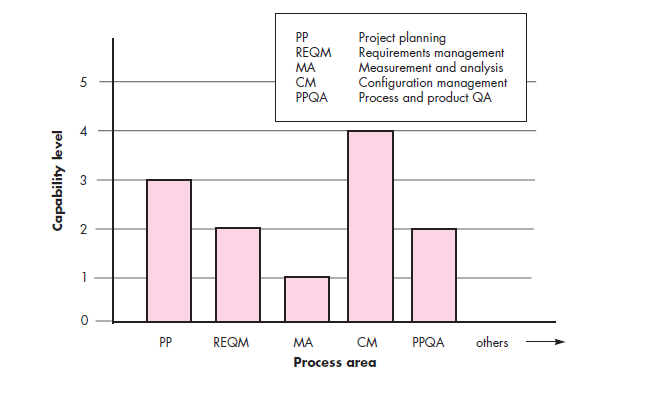 PP Project planning
REQM Requirements management
MA Measurement and analysis
CM Configuration management
PPQA Process and product QA
Capability level
5
4
3
2
1
0
PP REQM MA CM PPQA others
Process area